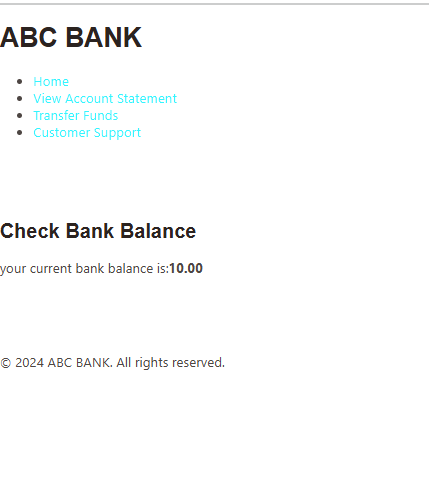 ABC BANK
Home
View Account Statement
Transfer Funds
Customer Support
Check Bank Balance
your current bank balance is:10.00
© 2024 ABC BANK. All rights reserved.